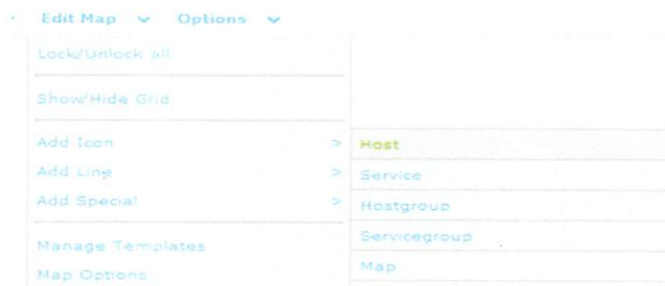 Edit Map Options
Lock/Unlock all
Show/Hide Grid
Add Icon >
Add Line >
Add Special >
Manage Templates
Map Options
Host
Service
Hostgroup
Servicegroup
Map